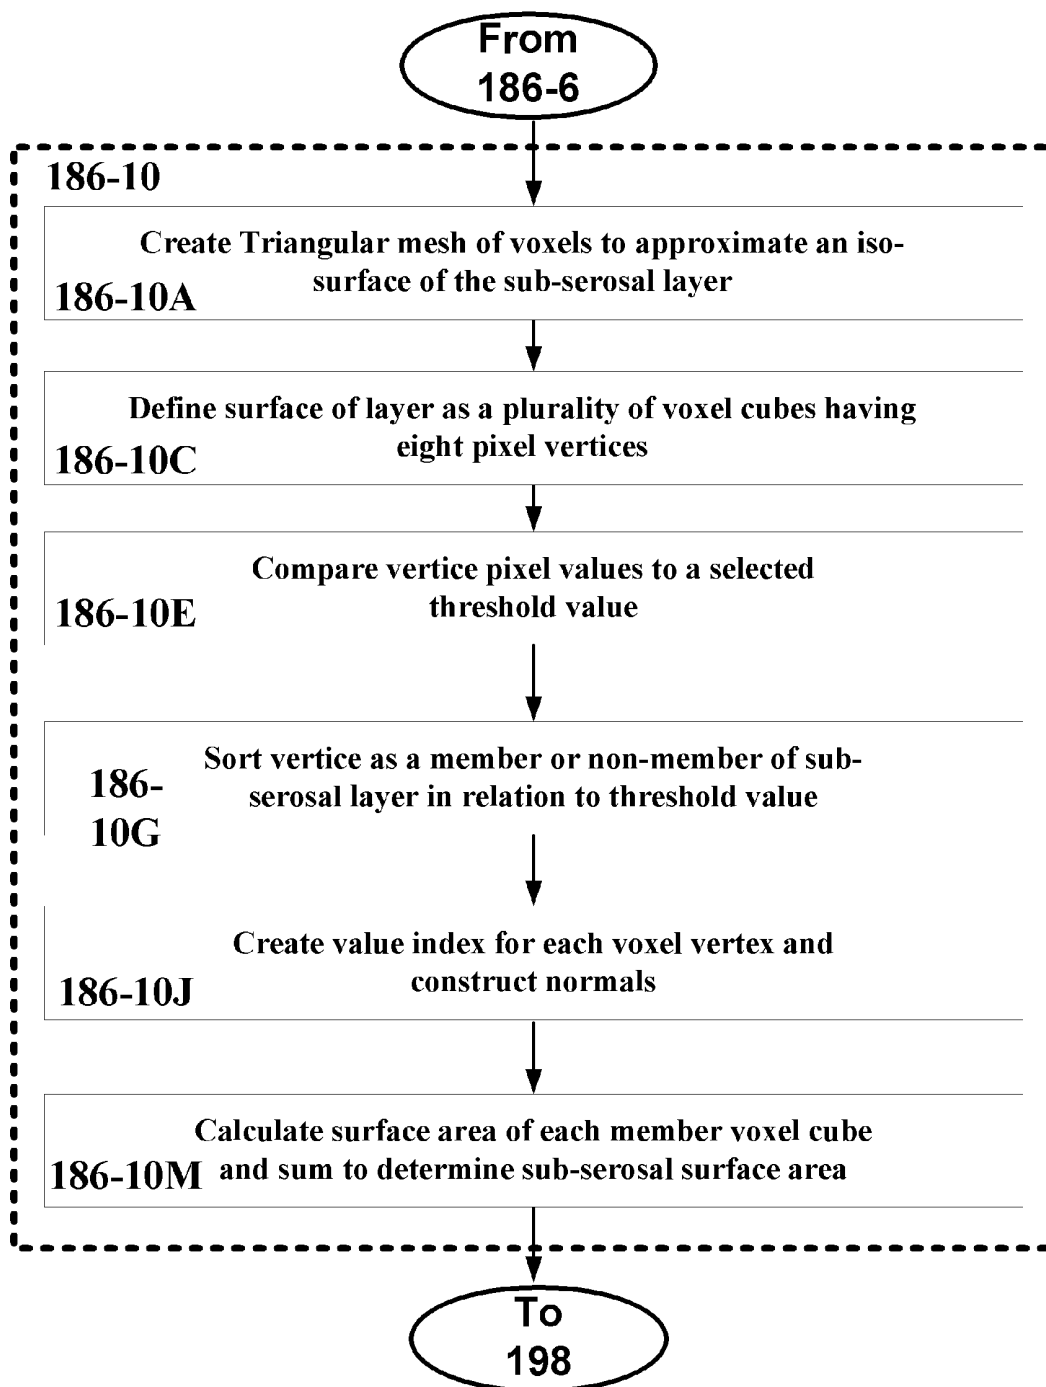 From
186-6
186-10
Create Triangular mesh of voxels to approximate an iso-
surface of the sub-serosal layer
186-10A
Define surface of layer as a plurality of voxel cubes having
eight pixel vertices
186-10C
Compare vertice pixel values to a selected
threshold value
186-10E
Sort vertice as a member or non-member of sub-
serosal layer in relation to threshold value
186-
10G
Create value index for each voxel vertex and
construct normals
186-10J
Calculate surface area of each member voxel cube
and sum to determine sub-serosal surface area
186-10M
To
198